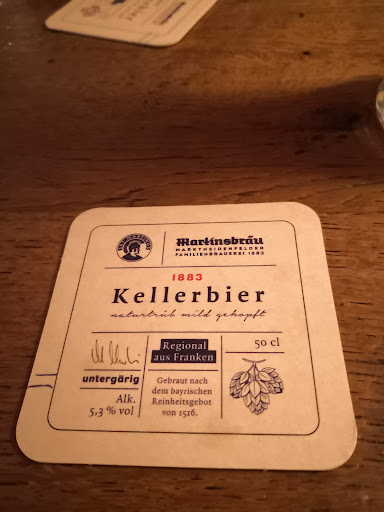 Martinsbräu
MARKTHEIDENFELDER
FAMILIENBRAUEREI 1883
1883
Kellerbier
naturtrüb mild gehopft
untergärig
Alk.
5,3 % vol
Regional
aus Franken
Gebraut nach
dem bayrischen
Reinheitsgebot
von 1516.
50 cl